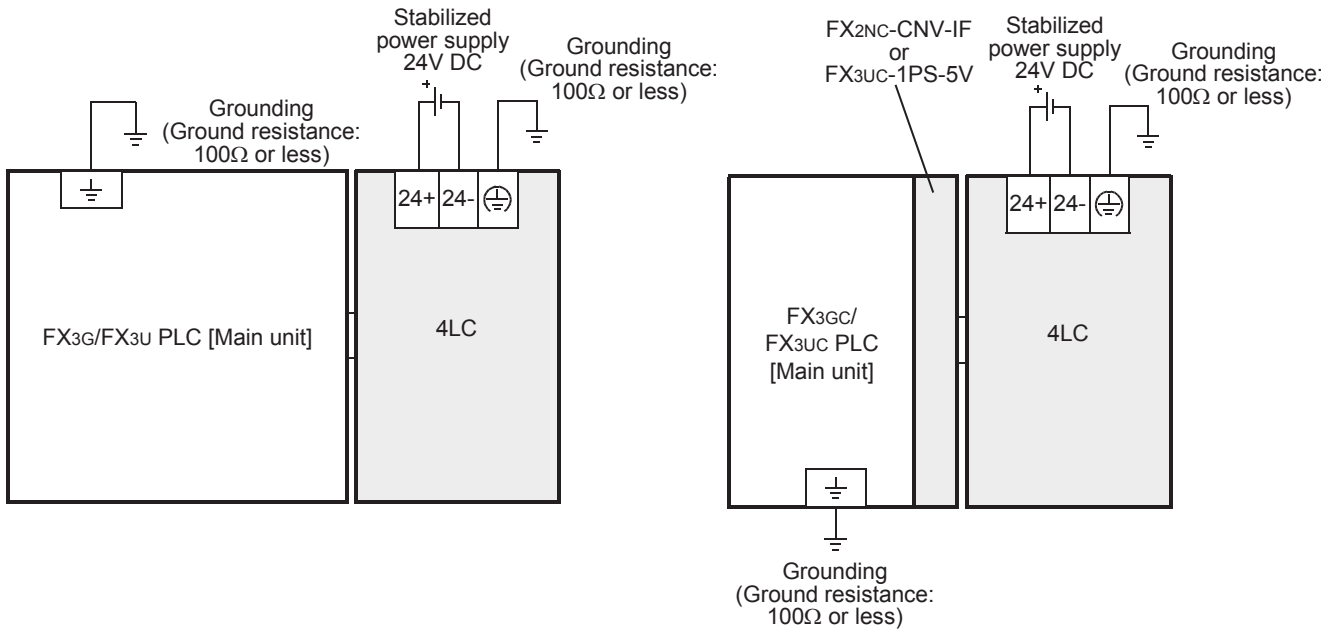 Stabilized
power supply
24V DC
+
Grounding
(Ground resistance:
100Ω or less)
Grounding
(Ground resistance:
100Ω or less)
24+ 24-
FX3G/FX3U PLC [Main unit]
4LC
FX2NC-CNV-IF
or
FX3UC-1PS-5V
Stabilized
power supply
24V DC
+
Grounding
(Ground resistance:
100Ω or less)
24+ 24-
FX3GC/
FX3UC PLC
[Main unit]
4LC
Grounding
(Ground resistance:
100Ω or less)